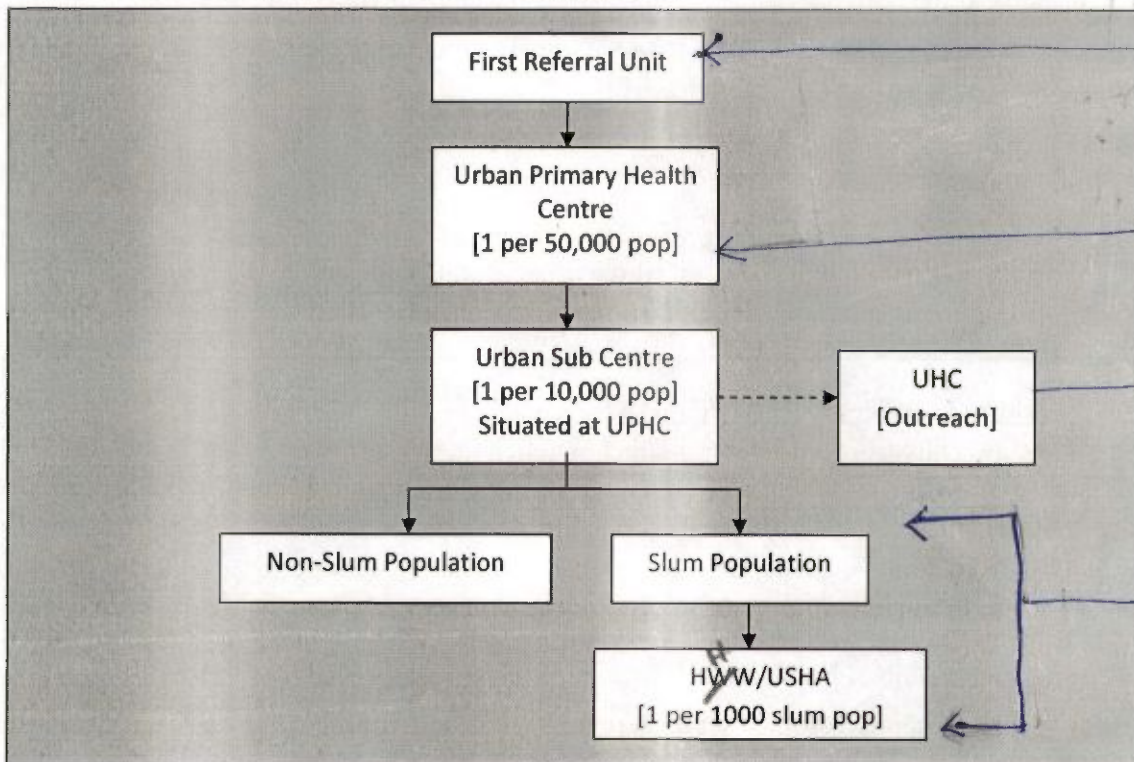 First Referral Unit
Urban Primary Health
Centre
[1 per 50,000 pop]
Urban Sub Centre
[1 per 10,000 pop]
Situated at UPHC
UHC
[Outreach]
Non-Slum Population
Slum Population
H
HWW/USHA
[1 per 1000 slum pop]